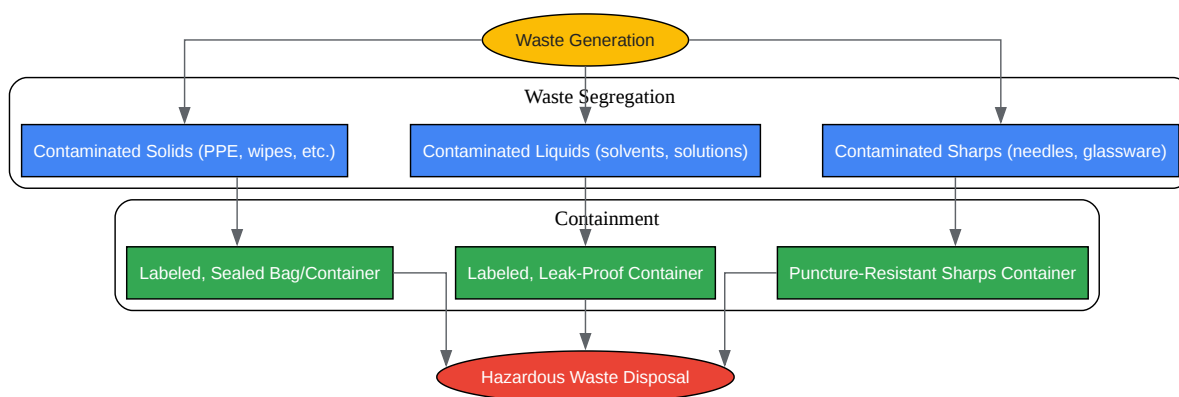 Waste Generation
Waste Segregation
Contaminated Solids (PPE, wipes, etc.)
Contaminated Liquids (solvents, solutions)
Contaminated Sharps (needles, glassware)
Containment
Labeled, Sealed Bag/Container
Labeled, Leak-Proof Container
Puncture-Resistant Sharps Container
Hazardous Waste Disposal